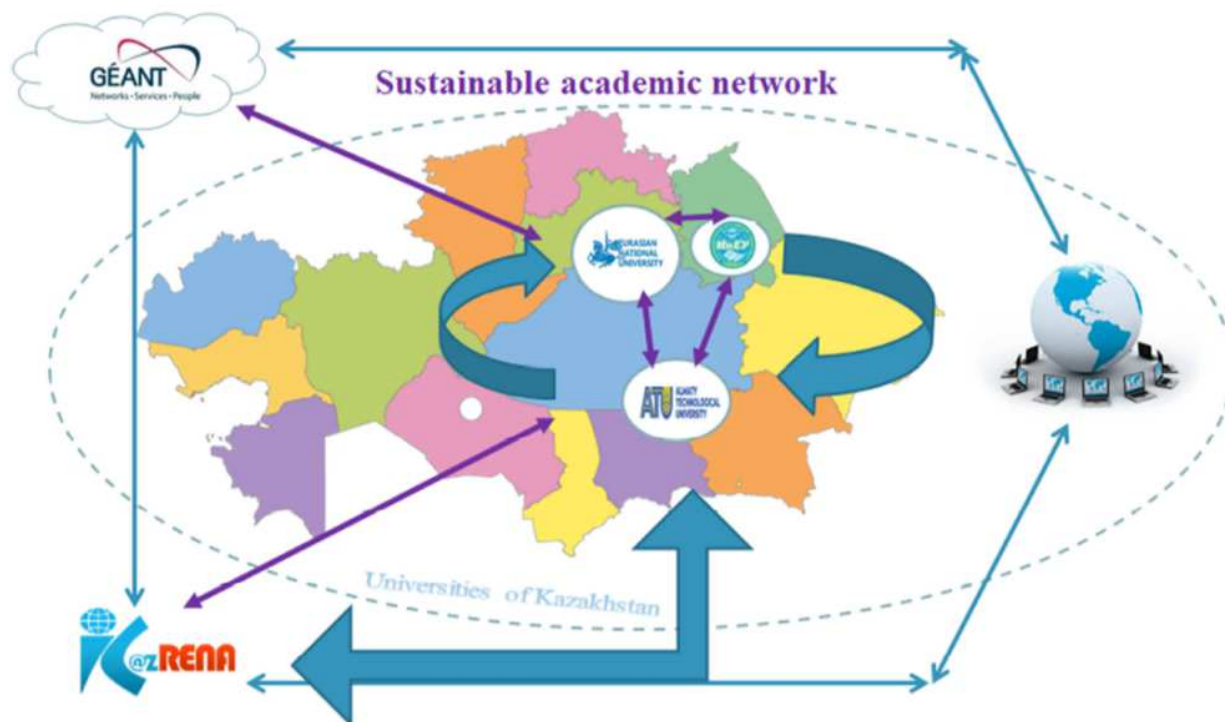 GÉANT
Networks • Services • People
Sustainable academic network
EURASIAN
NATIONAL
UNIVERSITY
ATU
ALMATY
TECHNOLOGICAL
UNIVERSITY
Universities of Kazakhstan
K@zRENA